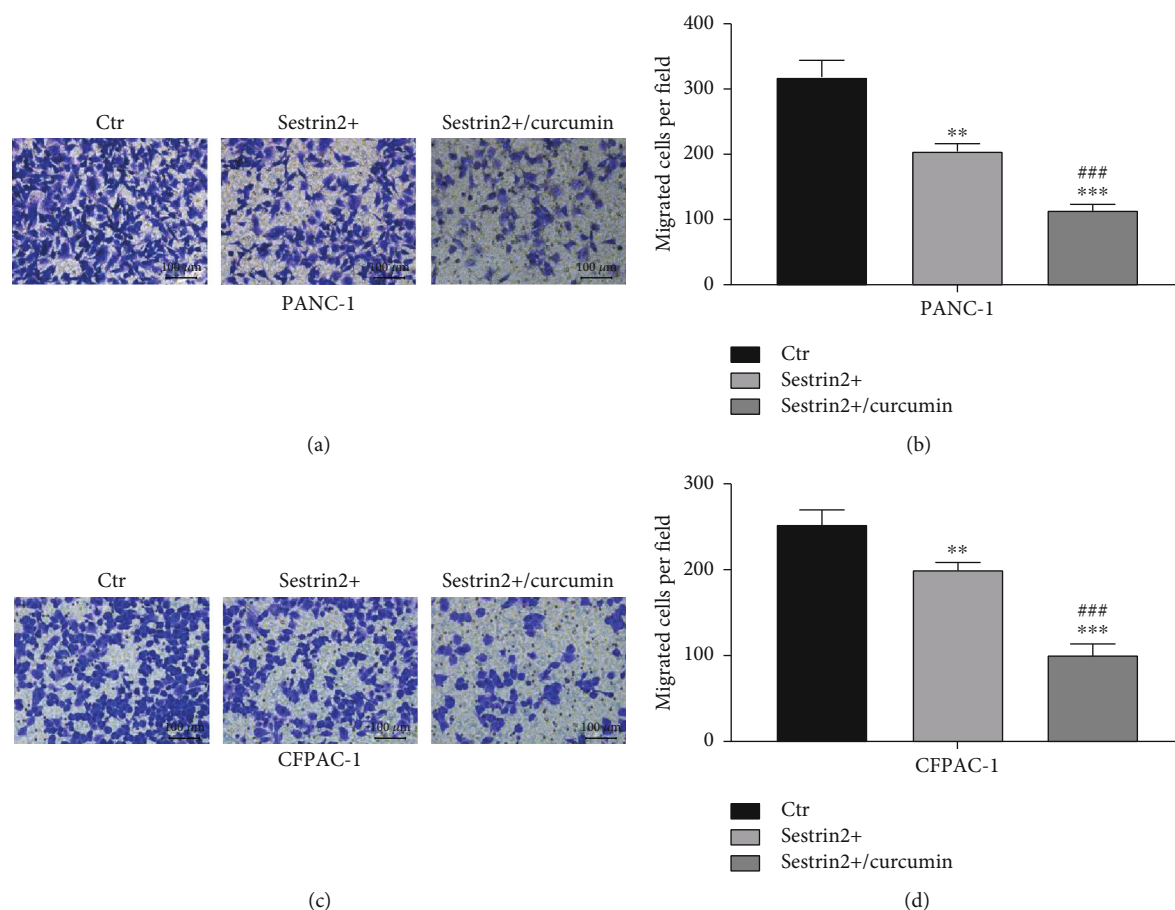 Ctr
Sestrin2+
Sestrin2+/curcumin
100 μm
100 μm
100 μm
PANC-1
(a)
Migrated cells per field
400
300
200
100
0
**
###
***
PANC-1
Ctr
Sestrin2+
Sestrin2+/curcumin
(b)
Ctr
Sestrin2+
Sestrin2+/curcumin
100 μm
100 μm
100 μm
CFPAC-1
(c)
Migrated cells per field
300
200
100
0
**
###
***
CFPAC-1
Ctr
Sestrin2+
Sestrin2+/curcumin
(d)